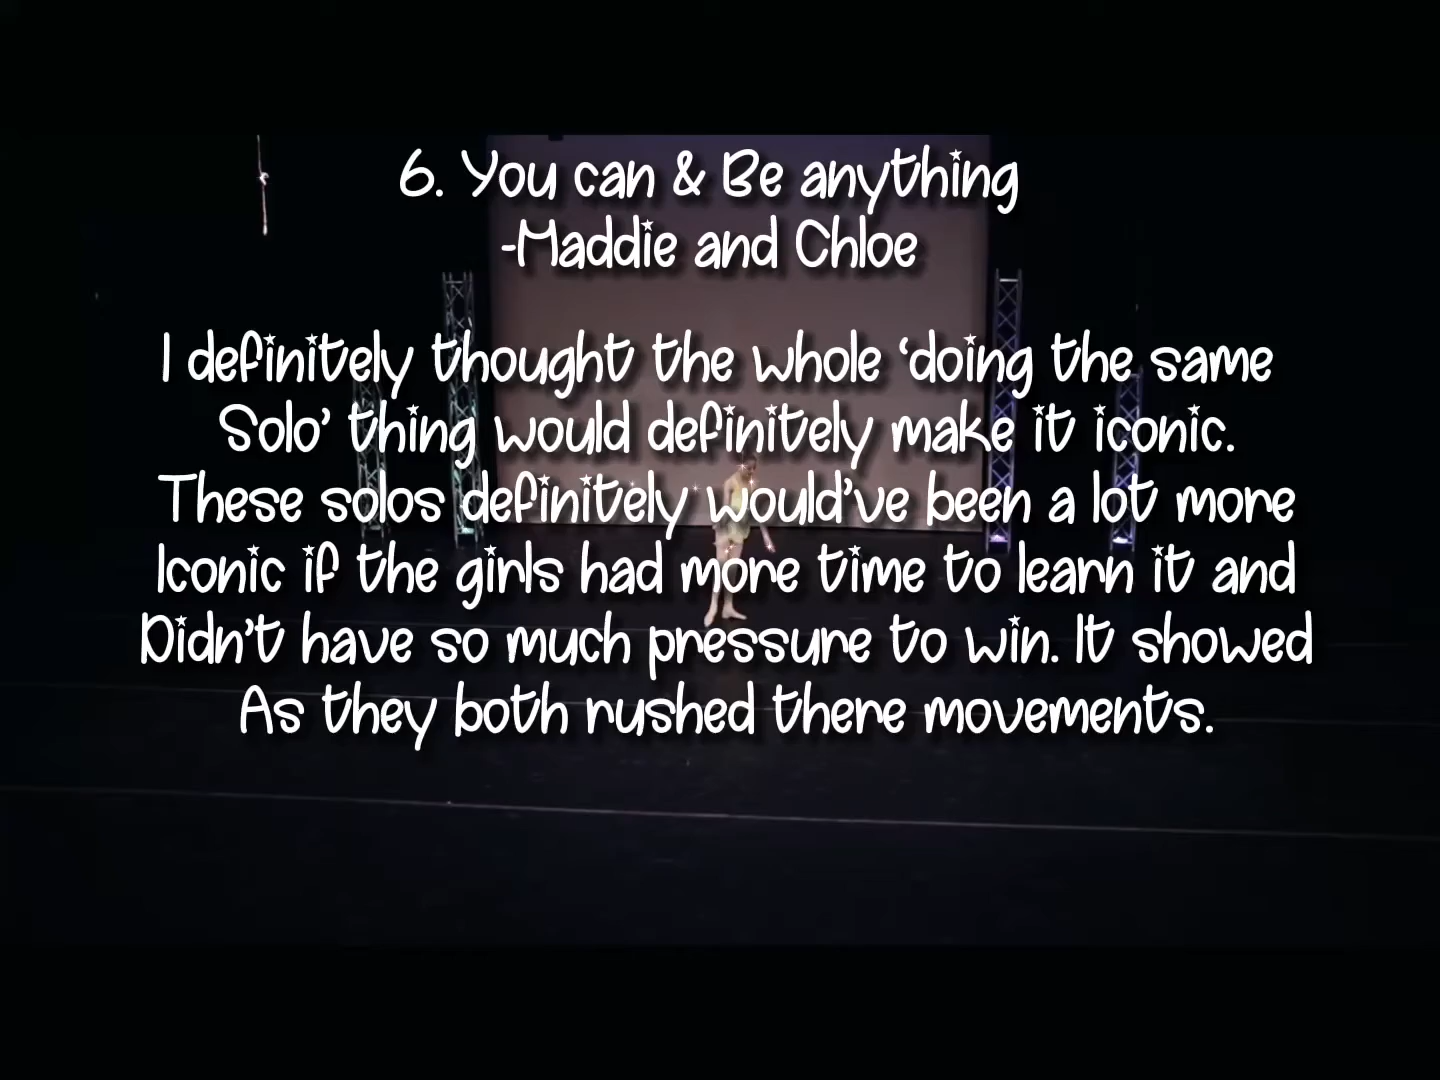 6. You can & Be anything
-Maddie and Chloe
I definitely thought the whole ‘doing the same
Solo’ thing would definitely make it iconic.
These solos definitely would’ve been a lot more
Iconic if the girls had more time to learn it and
Didn’t have so much pressure to win. It showed
As they both rushed there movements.